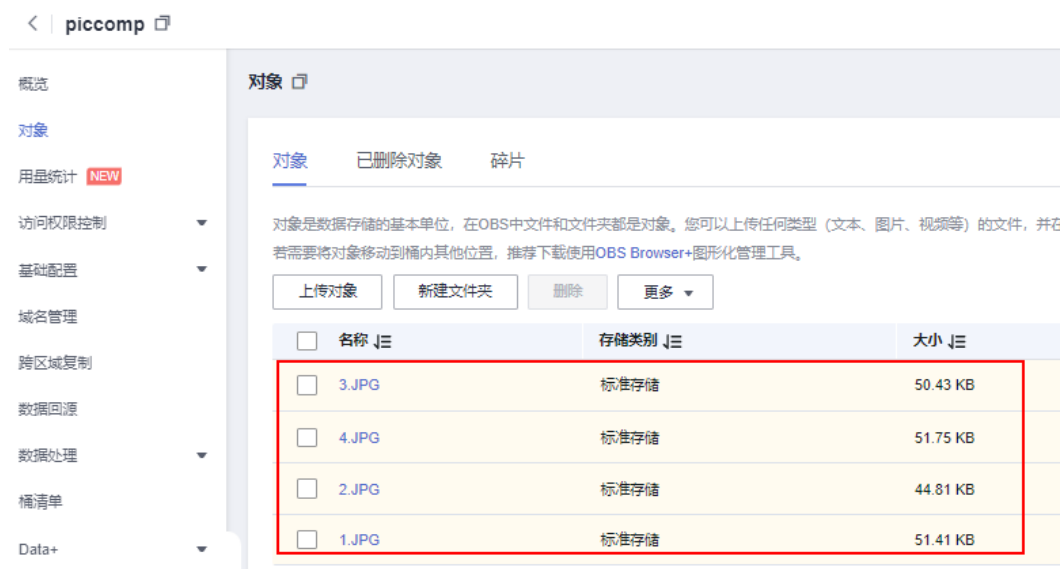 piccomp
概览
对象
用量统计 NEW
访问权限控制
基础配置
域名管理
跨区域复制
数据回源
数据处理
桶清单
Data+
对象
对象 已删除对象 碎片
对象是数据存储的基本单位，在OBS中文件和文件夹都是对象。您可以上传任何类型（文本、图片、视频等）的文件，并在
若需要将对象移动到桶内其他位置，推荐下载使用OBS Browser+图形化管理工具。
上传对象 新建文件夹 删除 更多
名称 存储类别 大小
3.JPG 标准存储 50.43 KB
4.JPG 标准存储 51.75 KB
2.JPG 标准存储 44.81 KB
1.JPG 标准存储 51.41 KB